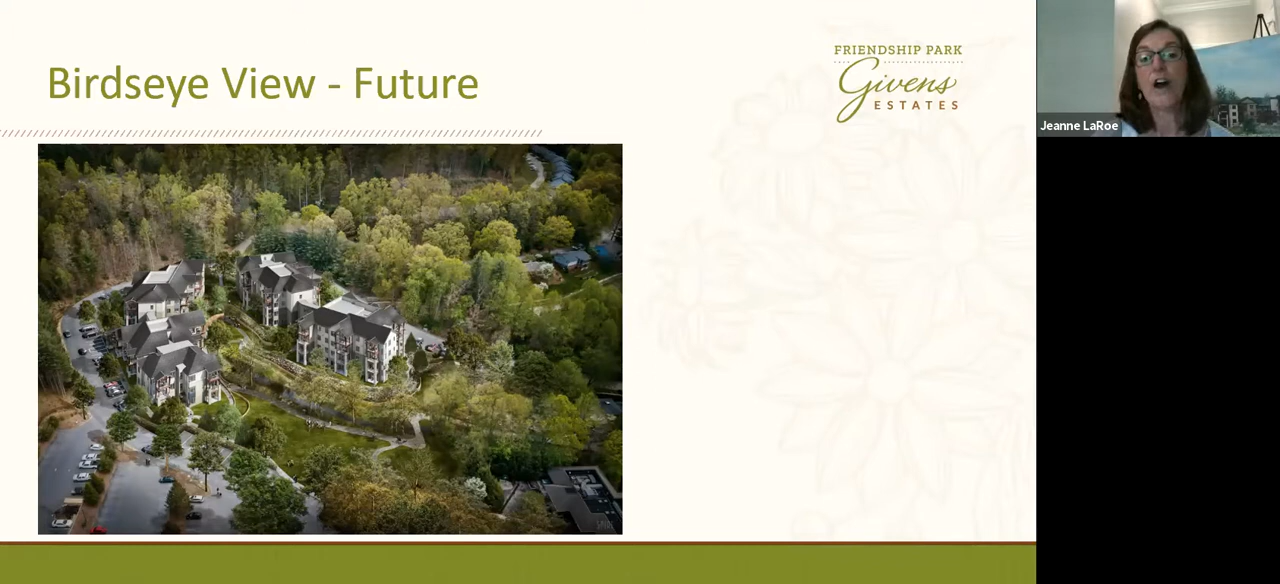 Birdseye View - Future
FRIENDSHIP PARK
Givens
ESTATES
Jeanne LaRoe